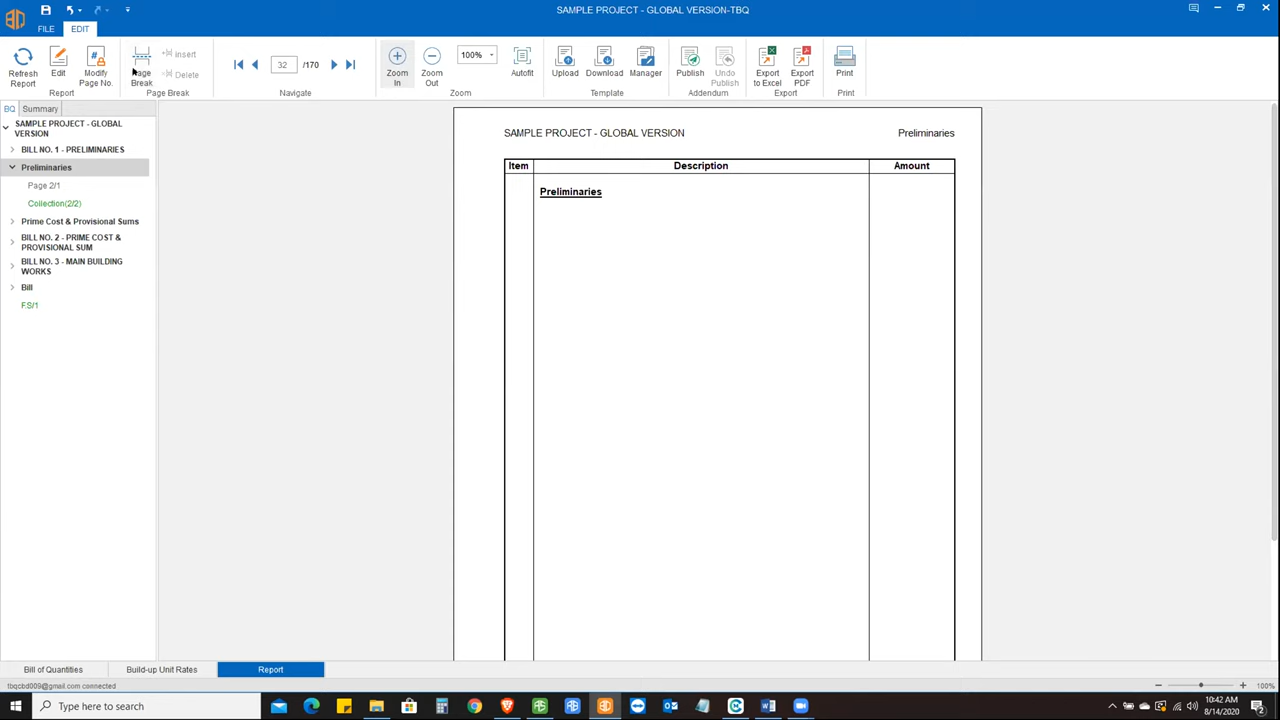 SAMPLE PROJECT - GLOBAL VERSION-TBQ
FILE
EDIT
Refresh
Report
Edit
Modify
Page No.
Report
Page
Break
insert
Delete
Page Break
32 /170
Navigate
Zoom
In
Zoom
Out
100%
Zoom
Autofit
Upload
Download
Manager
Template
Publish
Undo
Publish
Addendum
Export
to Excel
Export
PDF
Export
Print
Print
BQ Summary
SAMPLE PROJECT - GLOBAL
VERSION
BILL NO. 1 - PRELIMINARIES
Preliminaries
Page 2/1
Collection(2/2)
Prime Cost & Provisional Sums
BILL NO. 2 - PRIME COST &
PROVISIONAL SUM
BILL NO. 3 - MAIN BUILDING
WORKS
Bill
F.S/1
SAMPLE PROJECT - GLOBAL VERSION Preliminaries
Item Description Amount
Preliminaries
Bill of Quantities Build-up Unit Rates Report
tbqcbd009@gmail.com connected
100%
Type here to search
10:42 AM
8/14/2020
2